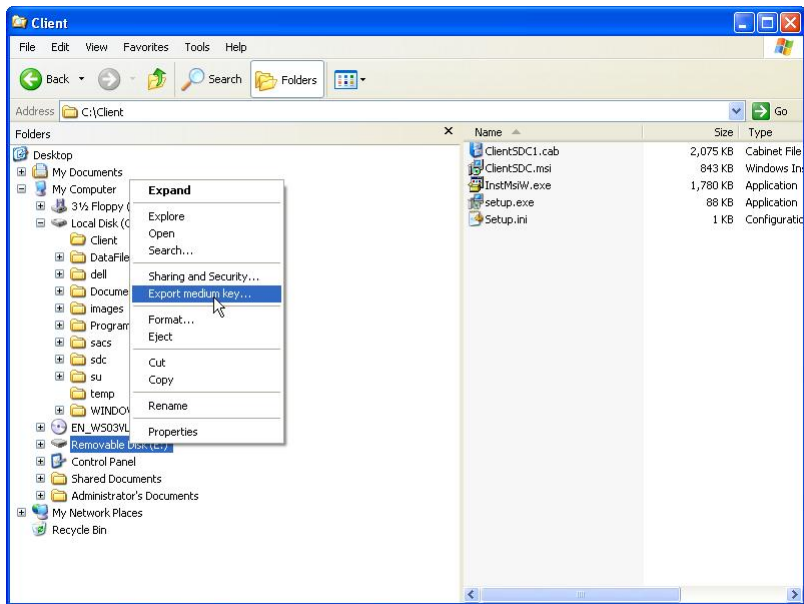 Client
File Edit View Favorites Tools Help
Back Search Folders
Address C:\Client Go
Folders
Name Size Type
Desktop
My Documents
My Computer
3½ Floppy (
Local Disk (C
Client
DataFile
dell
Docume
images
Program
sacs
sdc
su
temp
WINDOW
EN_WS03VL
Removable Disk (E:)
Control Panel
Shared Documents
Administrator's Documents
My Network Places
Recycle Bin
Expand
Explore
Open
Search...
Sharing and Security...
Export medium key...
Format...
Eject
Cut
Copy
Rename
Properties
ClientSDC1.cab 2,075 KB Cabinet File
ClientSDC.msi 843 KB Windows Ins
InstMsiW.exe 1,780 KB Application
setup.exe 88 KB Application
Setup.ini 1 KB Configuratic